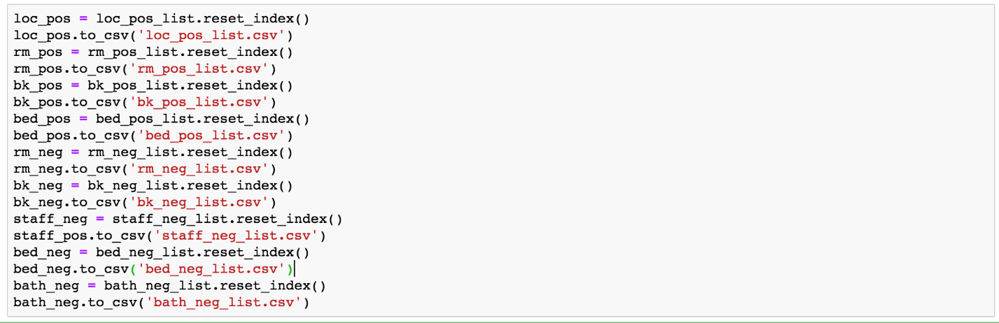 loc_pos = loc_pos_list.reset_index()
loc_pos.to_csv('loc_pos_list.csv')
rm_pos = rm_pos_list.reset_index()
rm_pos.to_csv('rm_pos_list.csv')
bk_pos = bk_pos_list.reset_index()
bk_pos.to_csv('bk_pos_list.csv')
bed_pos = bed_pos_list.reset_index()
bed_pos.to_csv('bed_pos_list.csv')
rm_neg = rm_neg_list.reset_index()
rm_neg.to_csv('rm_neg_list.csv')
bk_neg = bk_neg_list.reset_index()
bk_neg.to_csv('bk_neg_list.csv')
staff_neg = staff_neg_list.reset_index()
staff_pos.to_csv('staff_neg_list.csv')
bed_neg = bed_neg_list.reset_index()
bed_neg.to_csv('bed_neg_list.csv')
bath_neg = bath_neg_list.reset_index()
bath_neg.to_csv('bath_neg_list.csv')